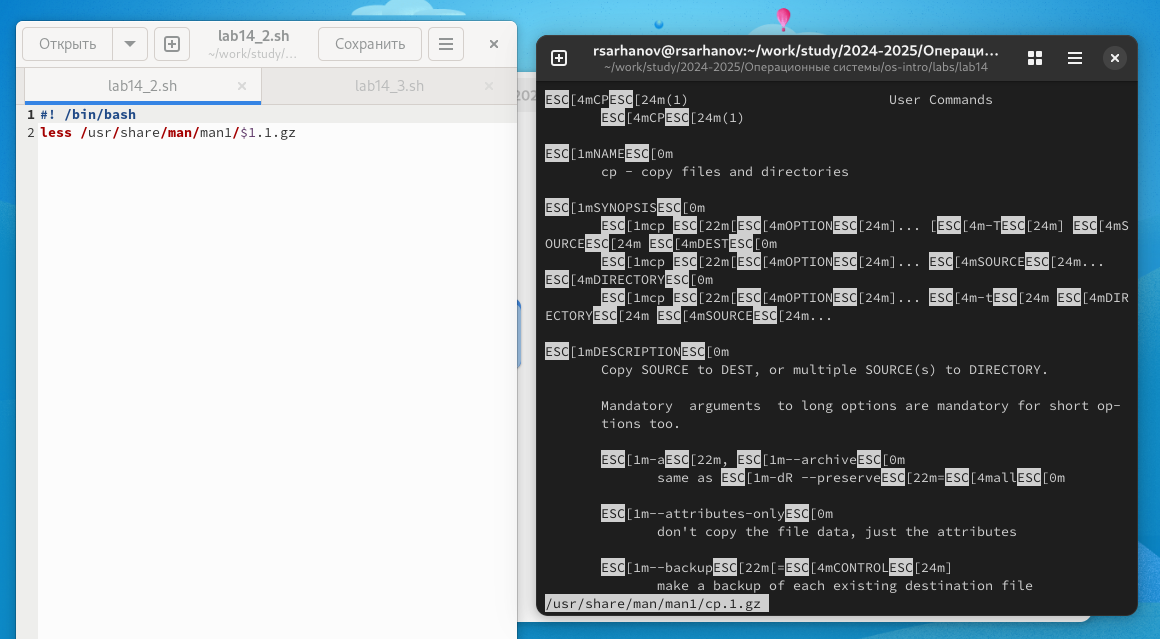 Открыть
lab14_2.sh
~/work/study/...
Сохранить
lab14_2.sh
lab14_3.sh
1 #! /bin/bash
2 less /usr/share/man/man1/$1.1.gz
202
rsarhanov@rsarhanov:~/work/study/2024-2025/Операци...
~/work/study/2024-2025/Операционные системы/os-intro/labs/lab14
ESC[4mCPESC[24m(1) User Commands
ESC[4mCPESC[24m(1)
ESC[1mNAMEESC[0m
cp - copy files and directories
ESC[1mSYNOPSISESC[0m
ESC[1mcp ESC[22m[ESC[4mOPTIONESC[24m]... [ESC[4m-TESC[24m] ESC[4mS
OURCEESC[24m ESC[4mDESTESC[0m
ESC[1mcp ESC[22m[ESC[4mOPTIONESC[24m]... ESC[4mSOURCEESC[24m...
ESC[4mDIRECTORYESC[0m
ESC[1mcp ESC[22m[ESC[4mOPTIONESC[24m]... ESC[4m-tESC[24m ESC[4mDIR
ECTORYESC[24m ESC[4mSOURCEESC[24m...
ESC[1mDESCRIPTIONESC[0m
Copy SOURCE to DEST, or multiple SOURCE(s) to DIRECTORY.
Mandatory arguments to long options are mandatory for short op-
tions too.
ESC[1m-aESC[22m, ESC[1m--archiveESC[0m
same as ESC[1m-dR --preserveESC[22m=ESC[4mallESC[0m
ESC[1m--attributes-onlyESC[0m
don't copy the file data, just the attributes
ESC[1m--backupESC[22m[=ESC[4mCONTROLESC[24m]
make a backup of each existing destination file
/usr/share/man/man1/cp.1.gz